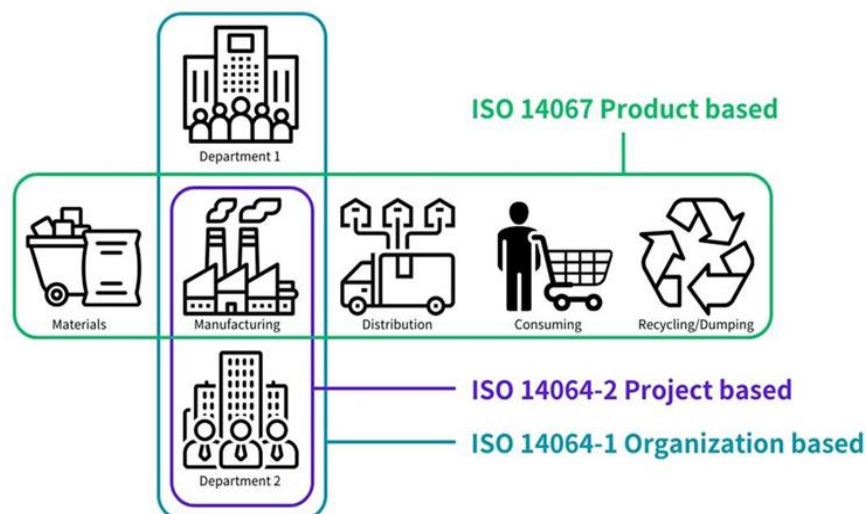 Department 1
ISO 14067 Product based
Materials
Manufacturing
Distribution
Consuming
Recycling/Dumping
ISO 14064-2 Project based
ISO 14064-1 Organization based
Department 2